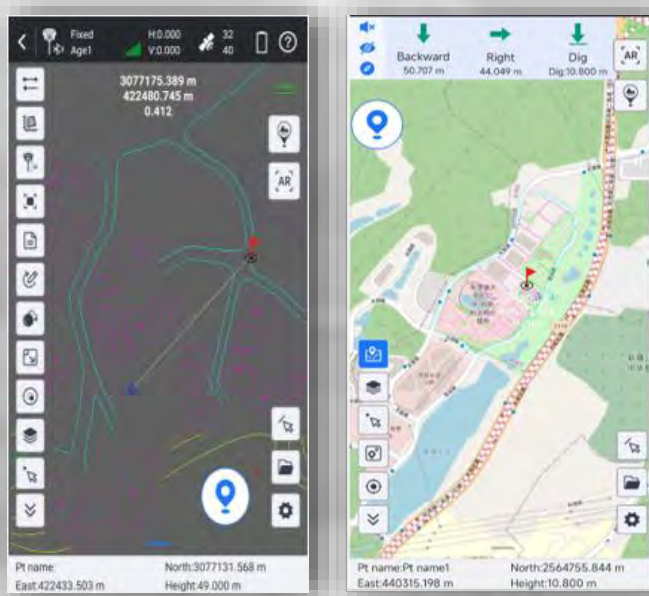 Fixed
Age1
H:0.000
V:0.000
32
40
3077175.389 m
422480.745 m
0.412
AR
Pt name:
North:3077131.568 m
East:422433.503 m
Height:49.000 m
Backward
50.707 m
Right
44.049 m
Dig
Dig:10.800 m
AR
Pt name:Pt name1
North:2564755.844 m
East:440315.198 m
Height:10.800 m